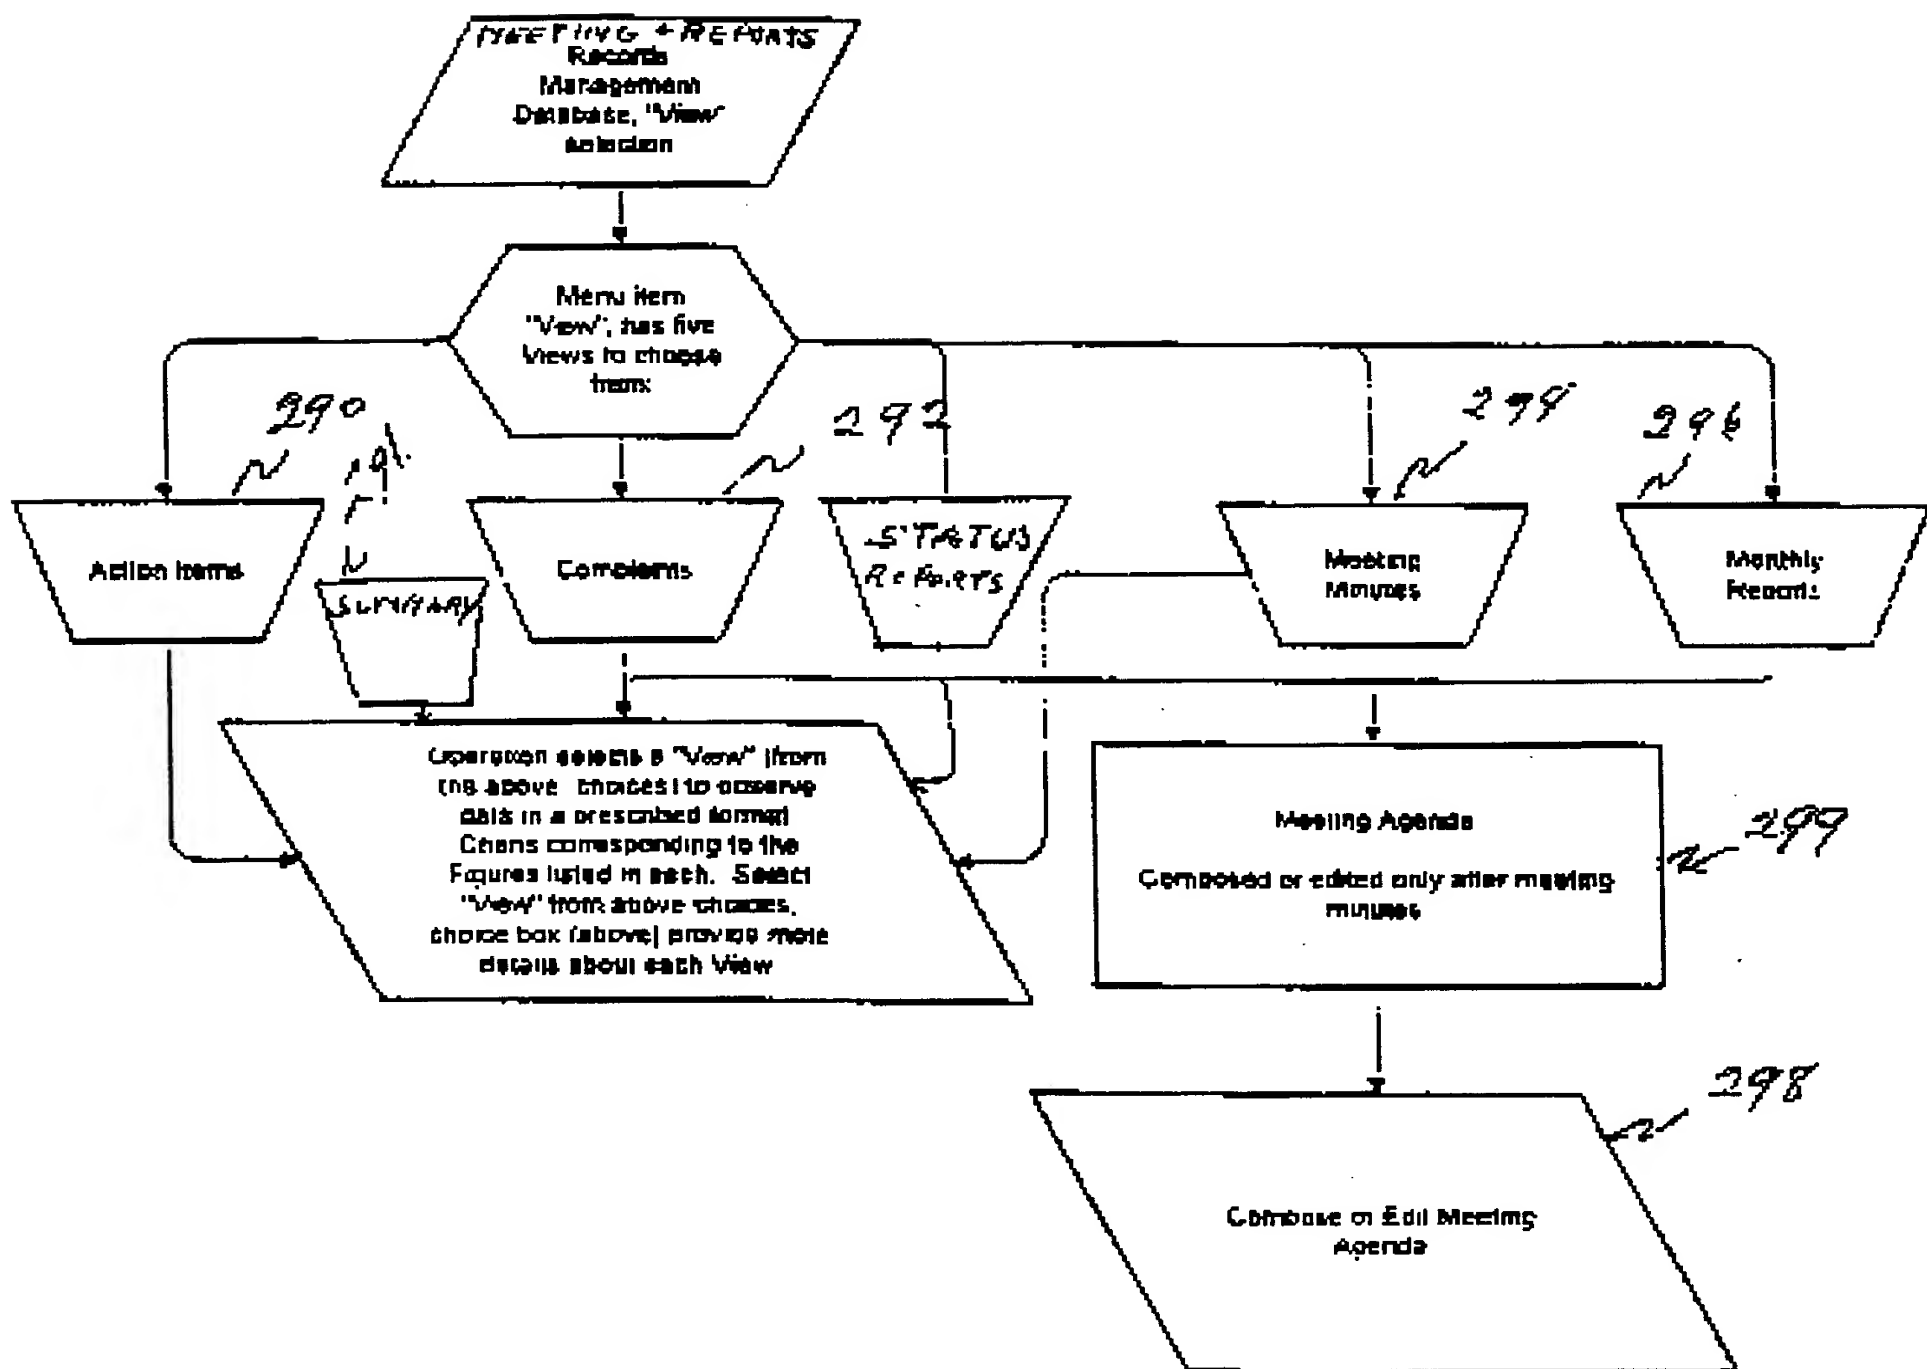 MEETING + REPORTS
Records
Management
Database, "View"
selection
Menu item
"View", has five
Views to choose
from:
290
292
294
296
Action Items
SUMMARY
Complaints
STATUS
REPORTS
Meeting
Minutes
Monthly
Reports
Operation selects a "View" (from
the above choices) to observe
data in a prescribed format
Charts corresponding to the
Figures listed in each. Select
"View" from above choices,
choice box (above) provide more
details about each View
Meeting Agenda
Composed or edited only after meeting
minutes
299
298
Compose or Edit Meeting
Agenda